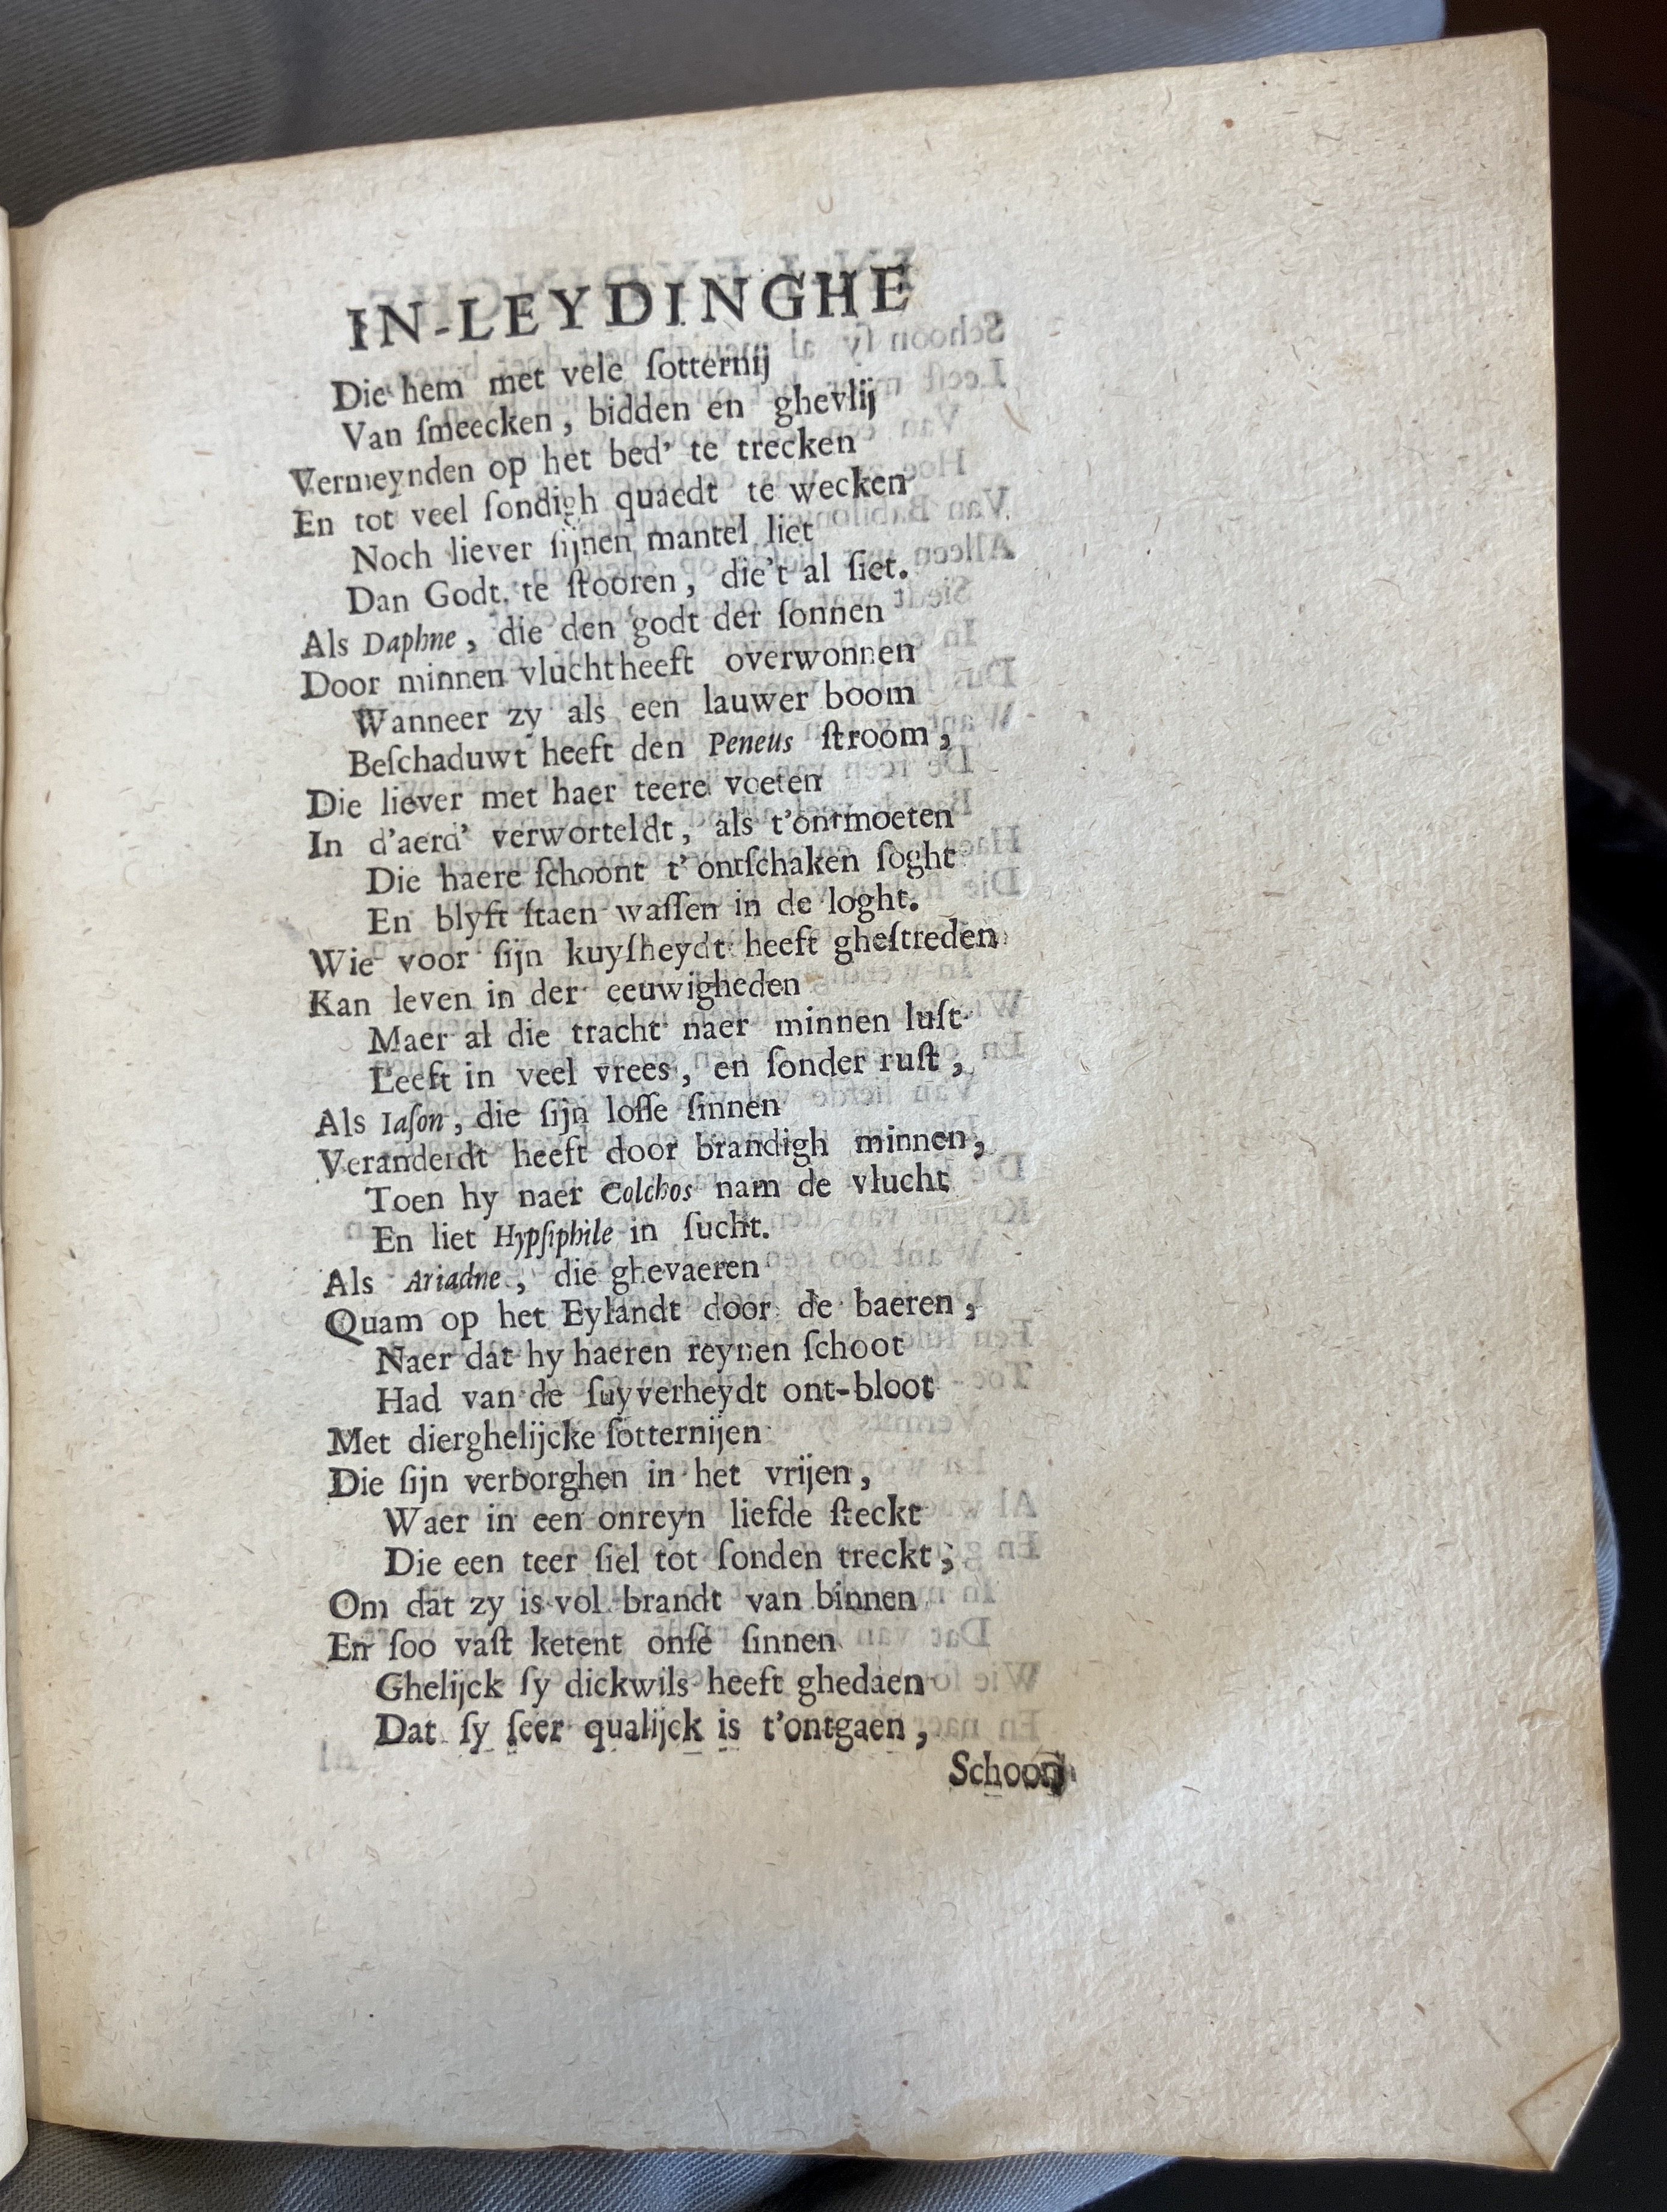 IN-LEYDINGHE
Die hem met vele ſotternij
Van ſmeecken, bidden en ghevlij
Vermeynden op het bed' te trecken
En tot veel ſondigh quaedt te wecken
Noch liever ſijnen mantel liet
Dan Godt te ſtooren, die't al ſiet.
Als Daphne, die den godt der ſonnen
Door minnen vlucht heeft overwonnen
Wanneer zy als een lauwer boom
Beſchaduwt heeft den Peneus ſtroom,
Die liever met haer teere voeten
In d'aerd' verworteldt, als t'ontmoeten
Die haere ſchoont t'ontſchaken ſoght
En blyft ſtaen waſſen in de loght.
Wie voor ſijn kuyſheydt heeft gheſtreden
Kan leven in der eeuwigheden
Maer al die tracht naer minnen luſt
Leeft in veel vrees, en ſonder ruſt,
Als Iaſon, die ſijn loſſe ſinnen
Veranderdt heeft door brandigh minnen,
Toen hy naer Colchos nam de vlucht
En liet Hypſiphile in ſucht.
Als Ariadne, die ghevaeren
Quam op het Eylandt door de baeren,
Naer dat hy haeren reynen ſchoot
Had van de ſuyverheydt ont-bloot
Met dierghelijcke ſotternijen
Die ſijn verborghen in het vrijen,
Waer in een onreyn liefde ſteckt
Die een teer ſiel tot ſonden treckt;
Om dat zy is vol brandt van binnen
En ſoo vaſt ketent onſe ſinnen
Ghelijck ſy dickwils heeft ghedaen
Dat ſy ſeer qualijck is t'ontgaen,
Schoon